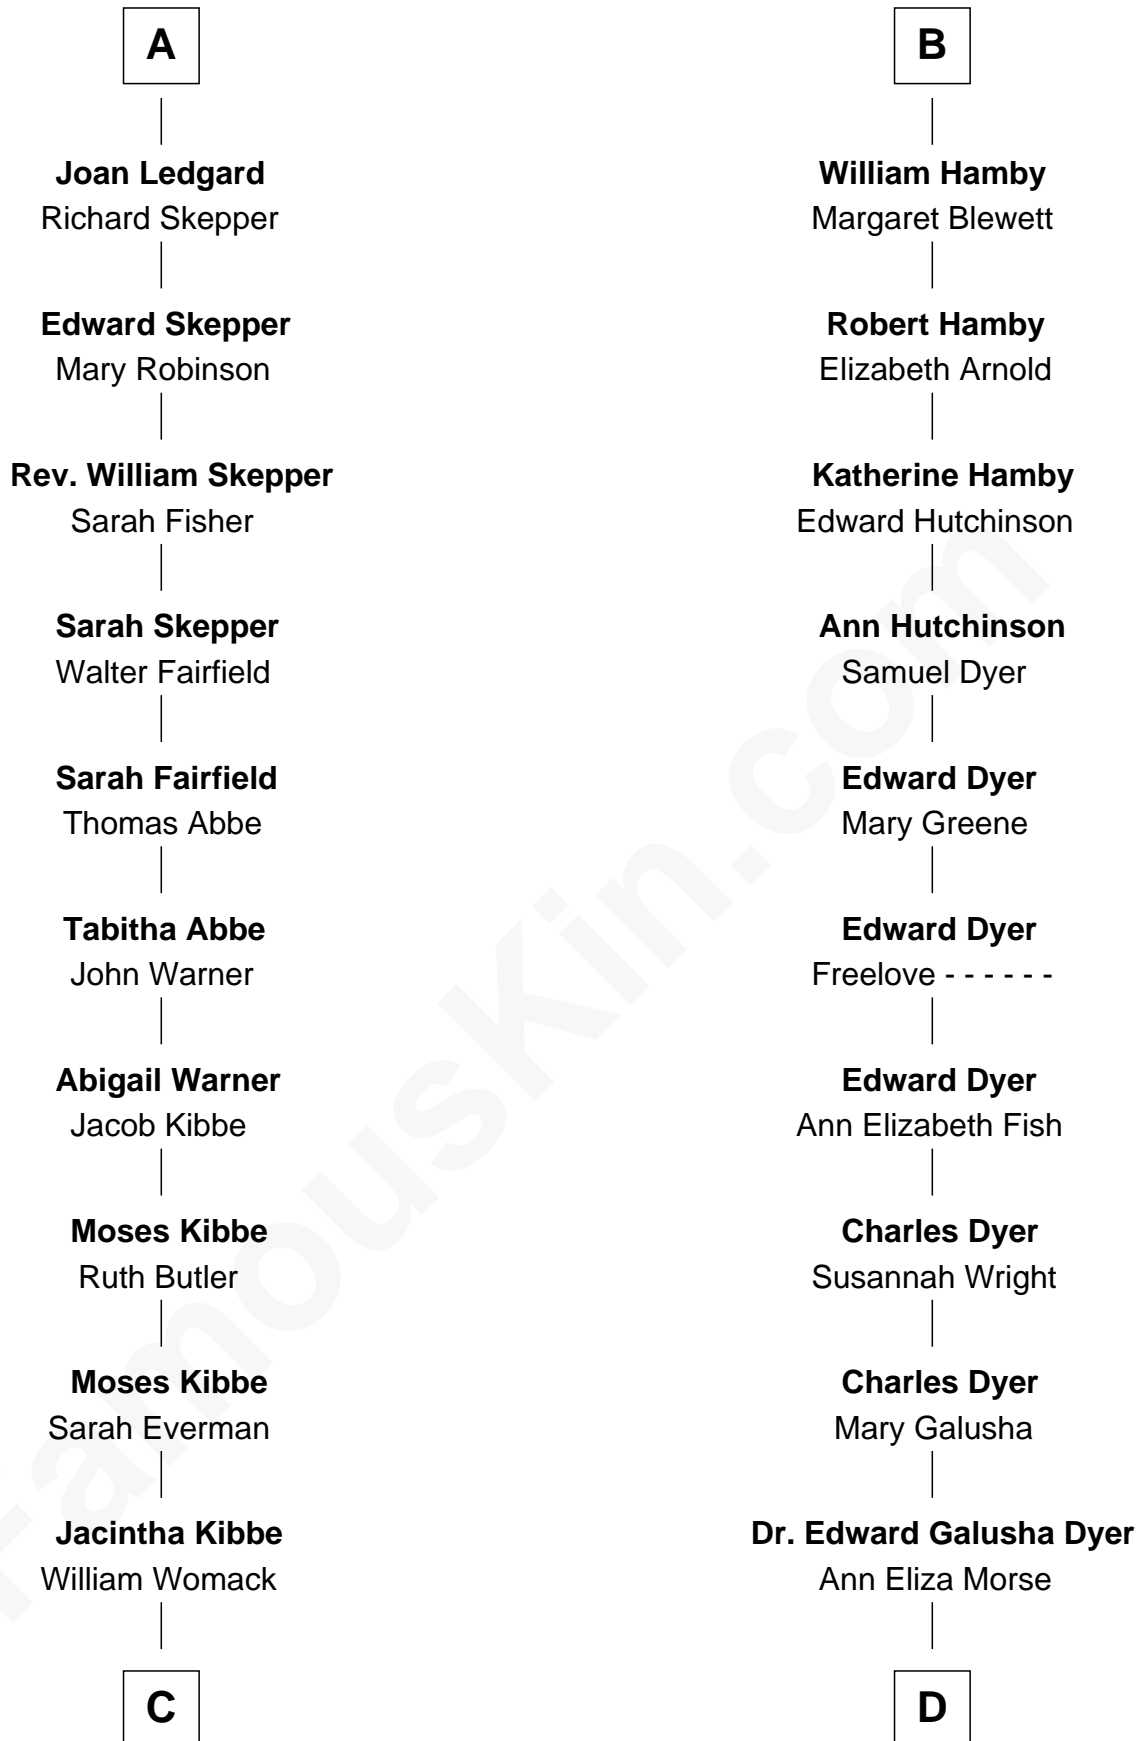 A
Joan Ledgard
Richard Skepper
Edward Skepper
Mary Robinson
Rev. William Skepper
Sarah Fisher
Sarah Skepper
Walter Fairfield
Sarah Fairfield
Thomas Abbe
Tabitha Abbe
John Warner
Abigail Warner
Jacob Kibbe
Moses Kibbe
Ruth Butler
Moses Kibbe
Sarah Everman
Jacintha Kibbe
William Womack
C
B
William Hamby
Margaret Blewett
Robert Hamby
Elizabeth Arnold
Katherine Hamby
Edward Hutchinson
Ann Hutchinson
Samuel Dyer
Edward Dyer
Mary Greene
Edward Dyer
Freelove - - - - - -
Edward Dyer
Ann Elizabeth Fish
Charles Dyer
Susannah Wright
Charles Dyer
Mary Galusha
Dr. Edward Galusha Dyer
Ann Eliza Morse
D
FamousKin.com